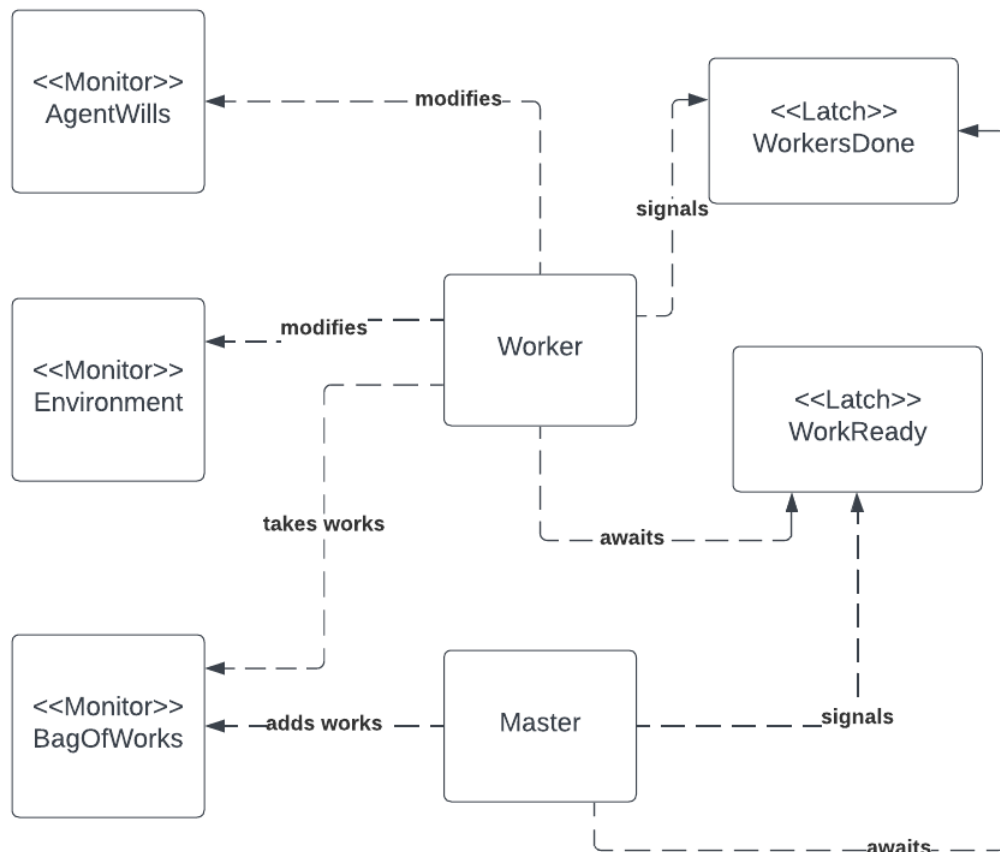 <<Monitor>>
AgentWills
modifies
<<Latch>>
WorkersDone
signals
<<Monitor>>
Environment
modifies
Worker
<<Latch>>
WorkReady
takes works
awaits
<<Monitor>>
BagOfWorks
adds works
Master
signals
awaits